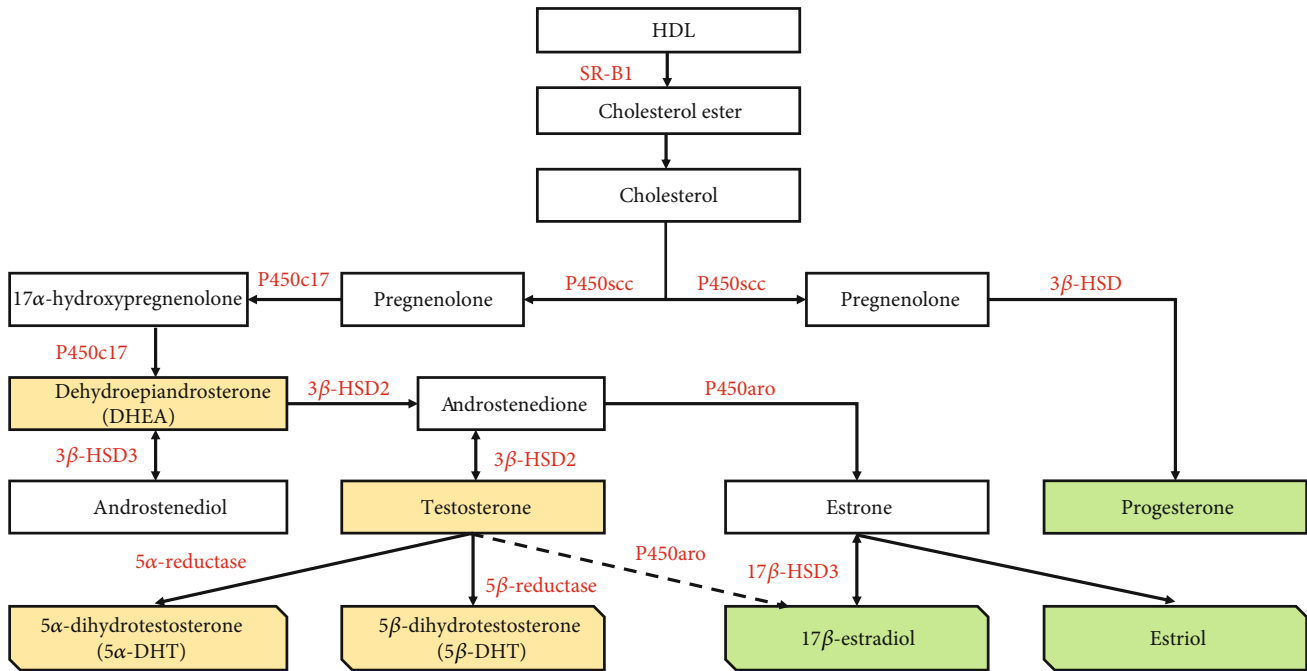 HDL
SR-B1
Cholesterol ester
Cholesterol
P450c17
P450scc
P450scc
3β-HSD
17α-hydroxypregnenolone
Pregnenolone
Pregnenolone
P450c17
Dehydroepiandrosterone
(DHEA)
3β-HSD2
Androstenedione
P450aro
3β-HSD3
3β-HSD2
Androstenediol
Testosterone
Estrone
Progesterone
5α-reductase
5β-reductase
P450aro
17β-HSD3
5α-dihydrotestosterone
(5α-DHT)
5β-dihydrotestosterone
(5β-DHT)
17β-estradiol
Estriol